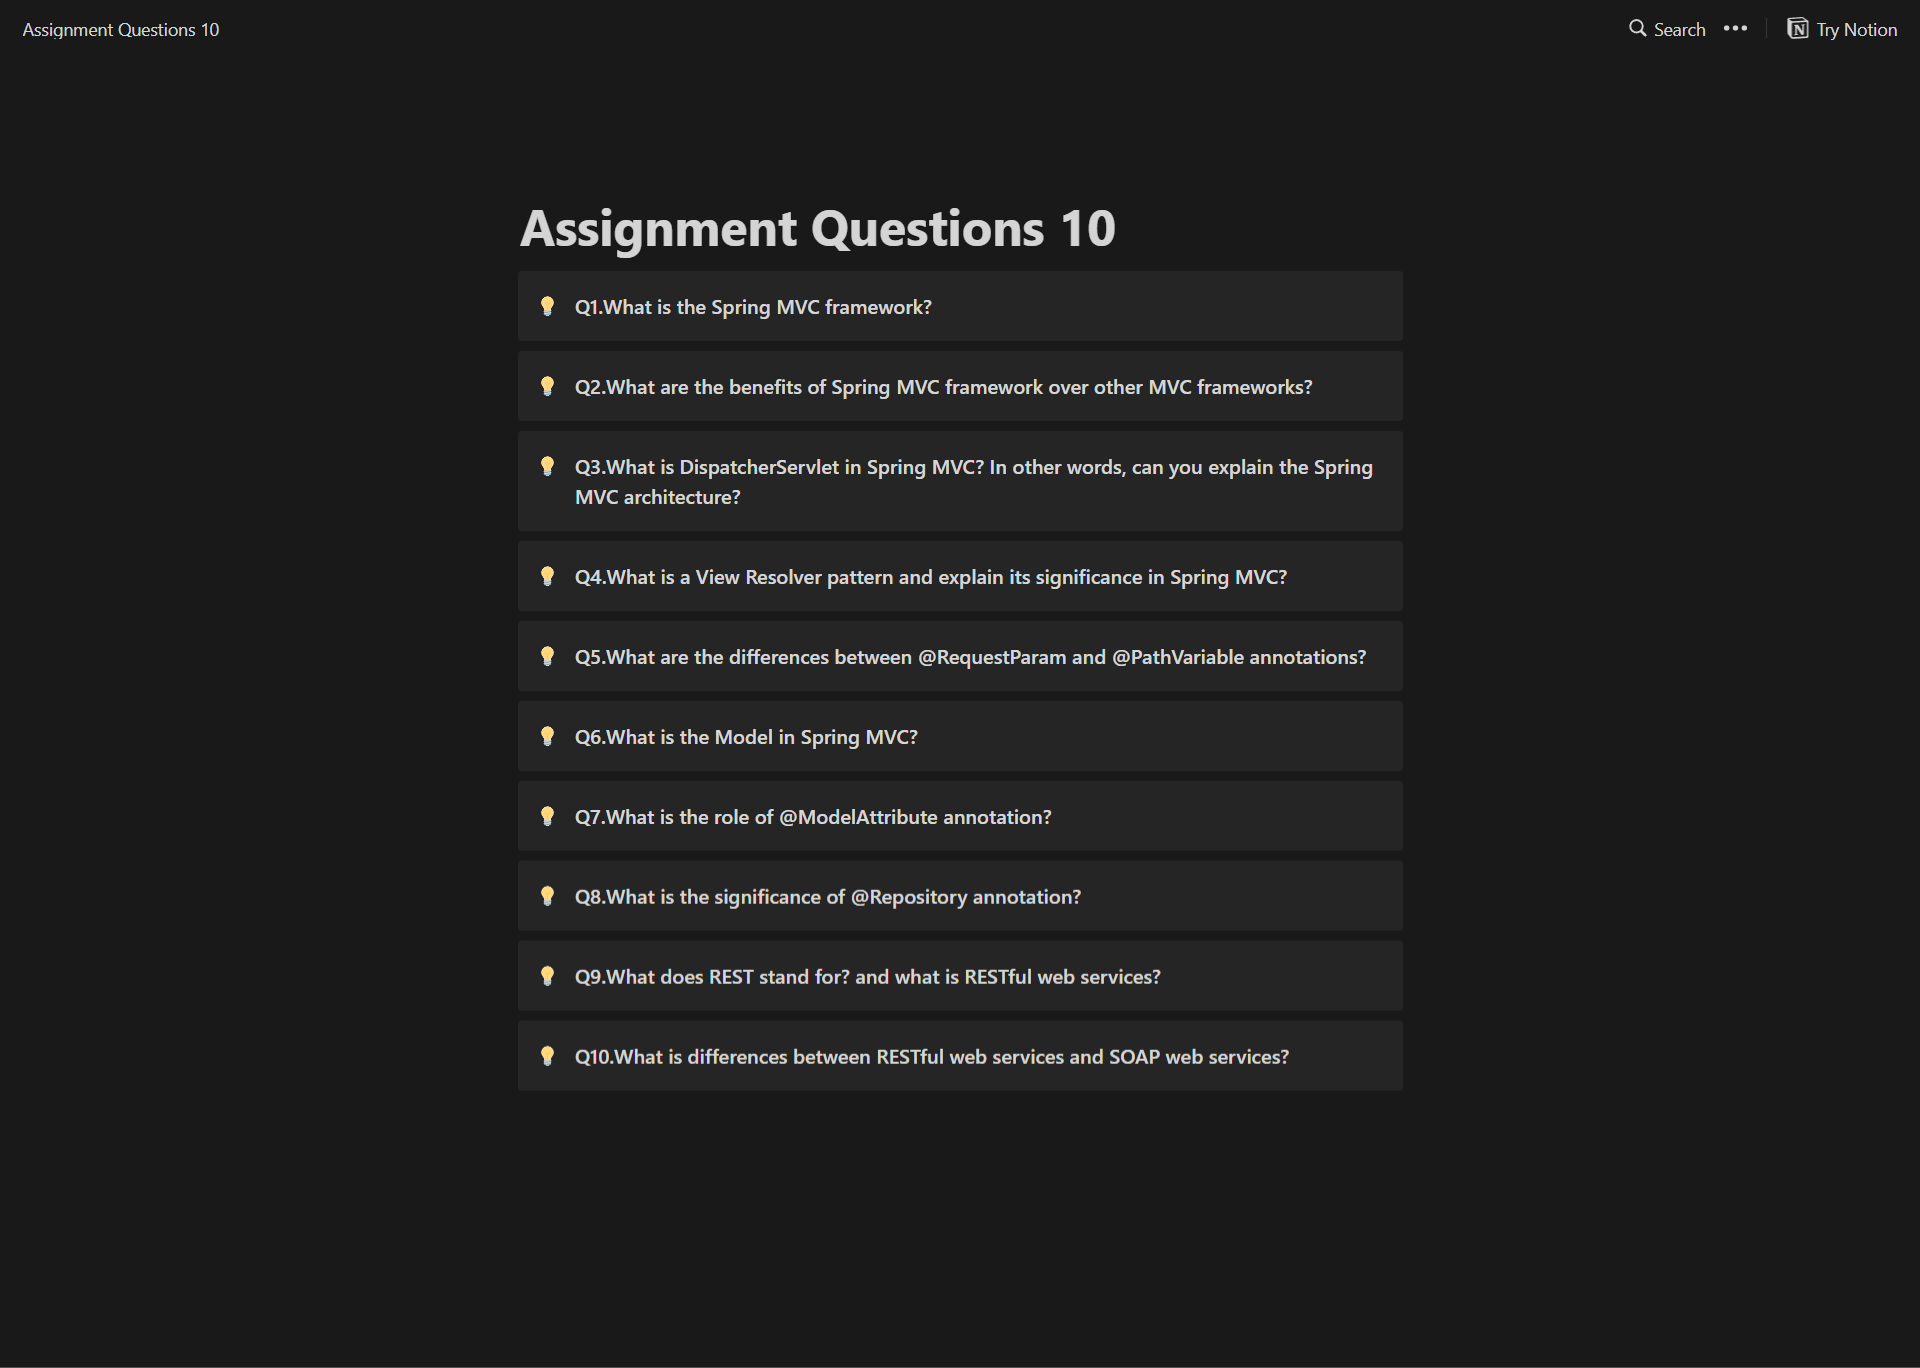 Assignment Questions 10
Search
Try Notion
Assignment Questions 10
Q1.What is the Spring MVC framework?
Q2.What are the benefits of Spring MVC framework over other MVC frameworks?
Q3.What is DispatcherServlet in Spring MVC? In other words, can you explain the Spring
MVC architecture?
Q4.What is a View Resolver pattern and explain its significance in Spring MVC?
Q5.What are the differences between @RequestParam and @PathVariable annotations?
Q6.What is the Model in Spring MVC?
Q7.What is the role of @ModelAttribute annotation?
Q8.What is the significance of @Repository annotation?
Q9.What does REST stand for? and what is RESTful web services?
Q10.What is differences between RESTful web services and SOAP web services?